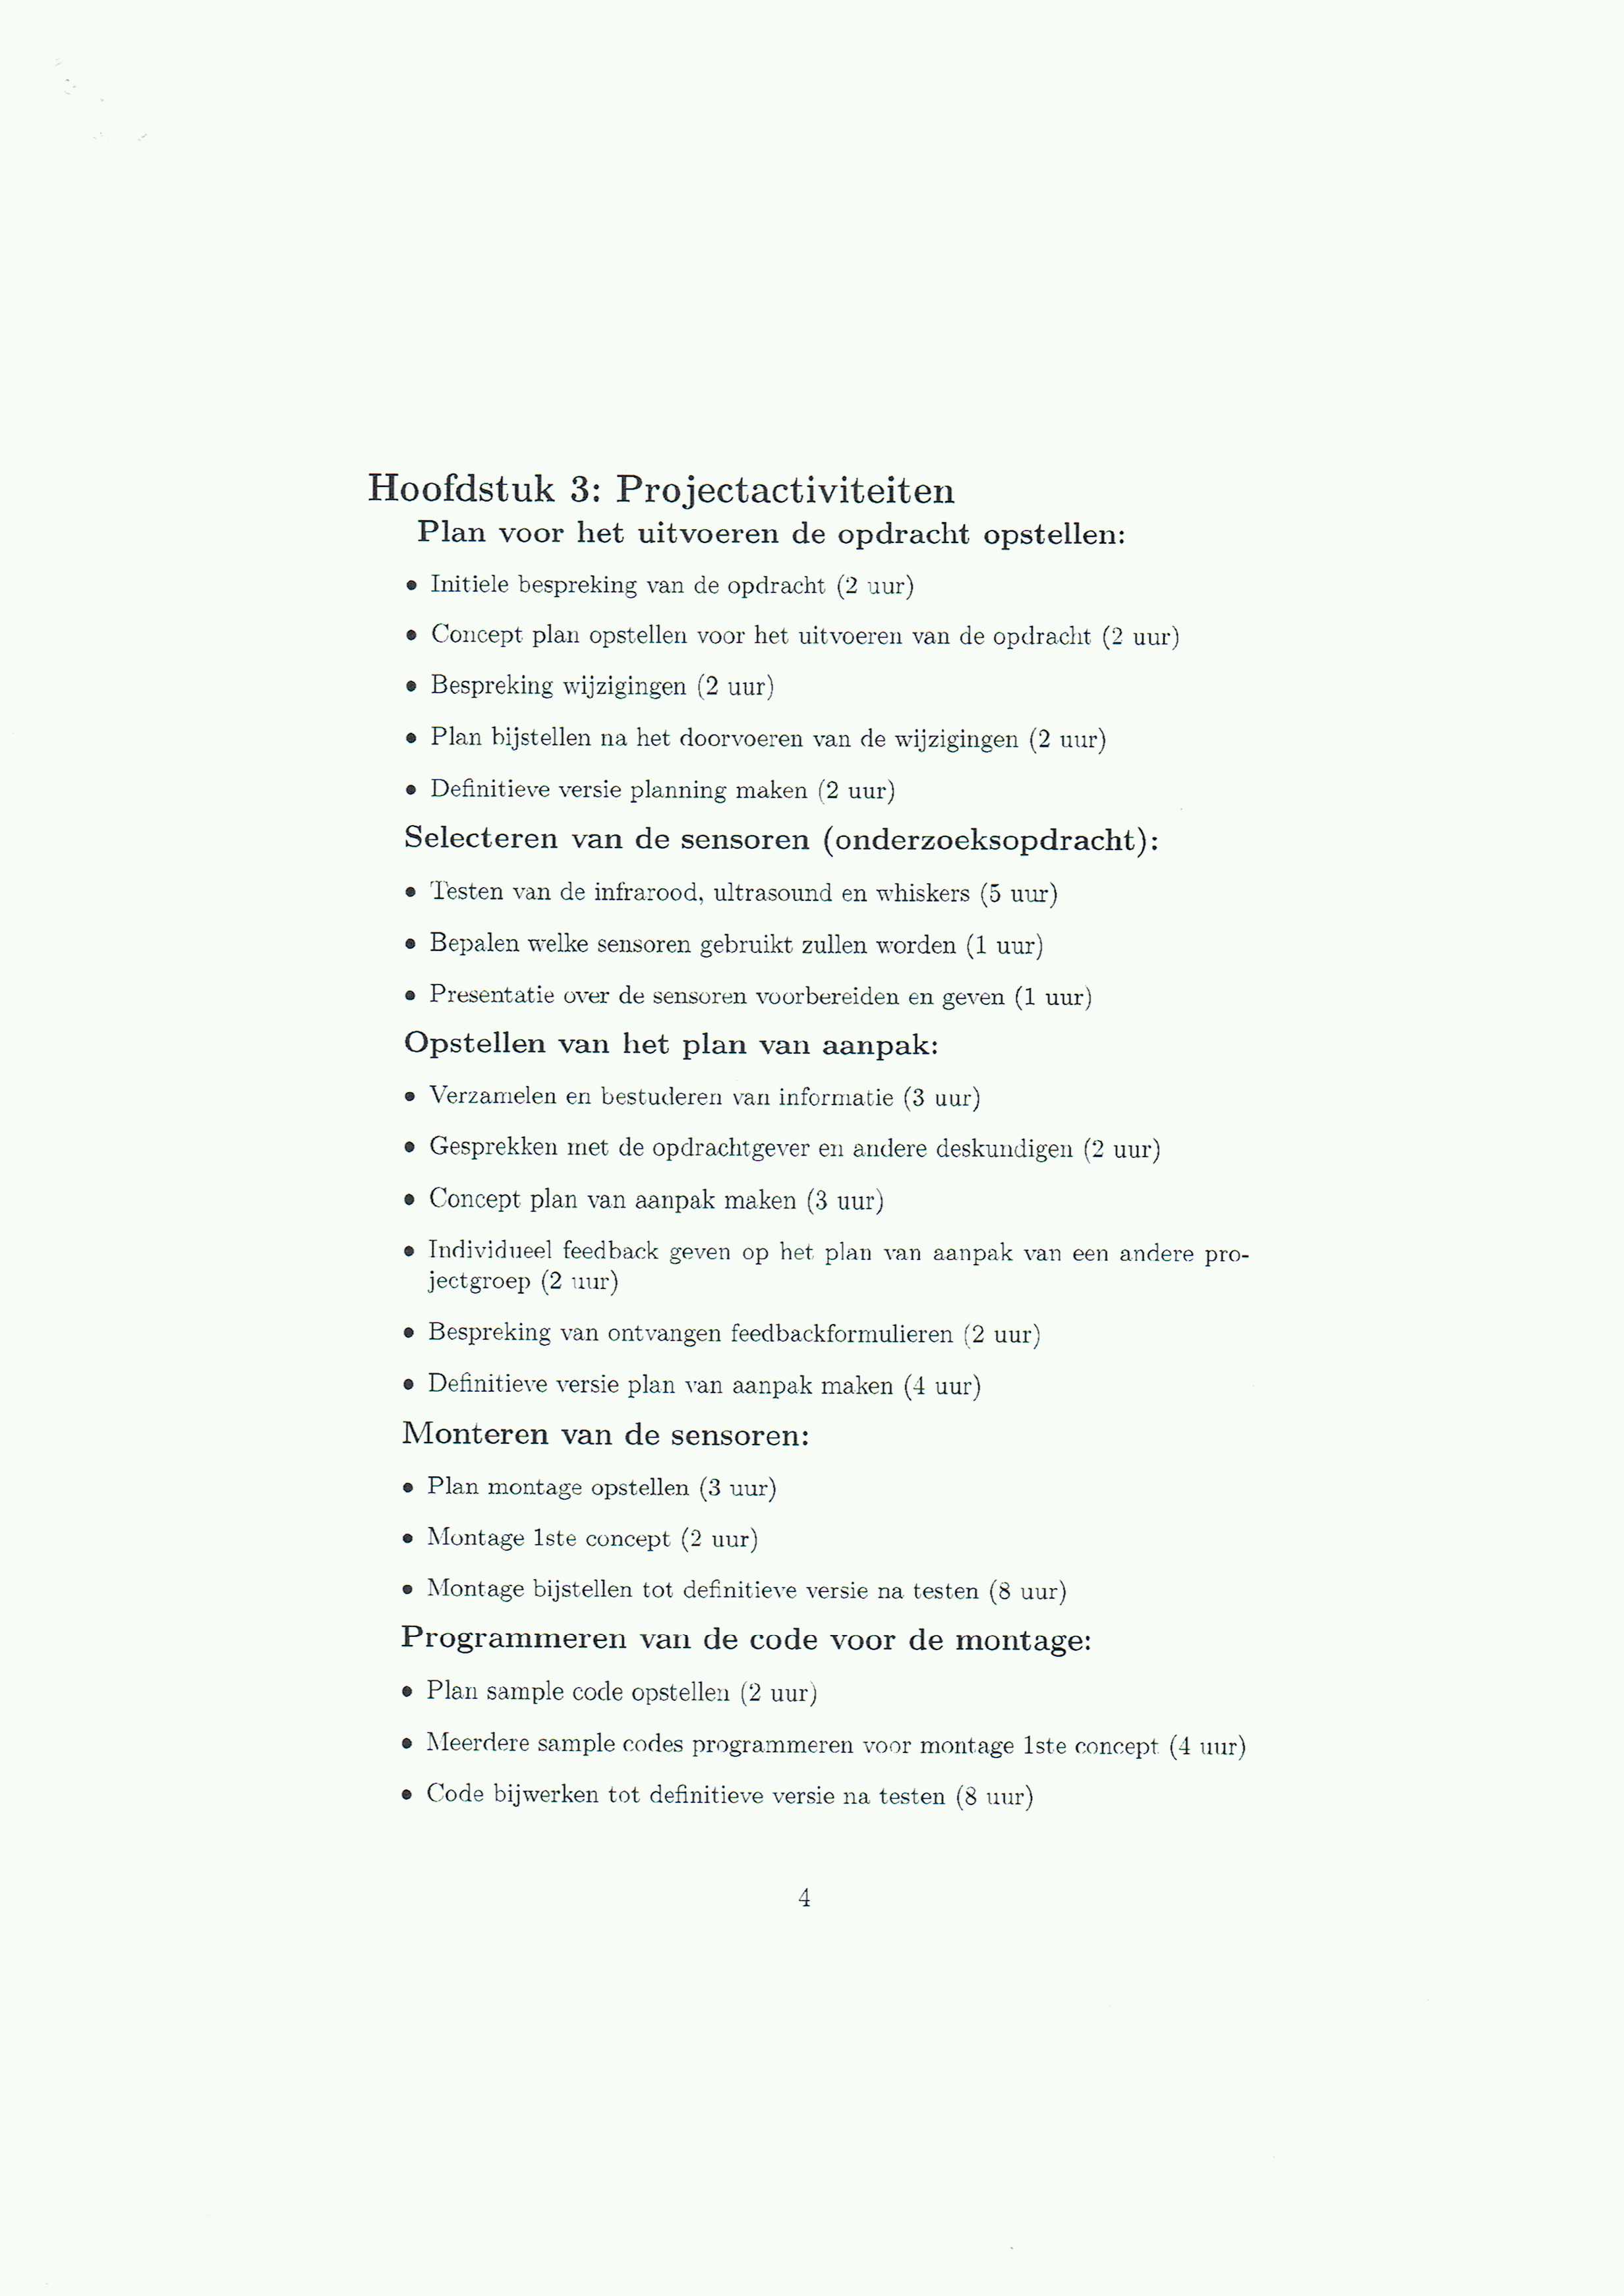 Hoofdstuk 3: Projectactiviteiten
Plan voor het uitvoeren de opdracht opstellen:
• Initiele bespreking van de opdracht (2 uur)
• Concept plan opstellen voor het uitvoeren van de opdracht (2 uur)
• Bespreking wijzigingen (2 uur)
• Plan bijstellen na het doorvoeren van de wijzigingen (2 uur)
• Definitieve versie planning maken (2 uur)
Selecteren van de sensoren (onderzoeksopdracht):
• Testen van de infrarood, ultrasound en whiskers (5 uur)
• Bepalen welke sensoren gebruikt zullen worden (1 uur)
• Presentatie over de sensoren voorbereiden en geven (1 uur)
Opstellen van het plan van aanpak:
• Verzamelen en bestuderen van informatie (3 uur)
• Gesprekken met de opdrachtgever en andere deskundigen (2 uur)
• Concept plan van aanpak maken (3 uur)
• Individueel feedback geven op het plan van aanpak van een andere pro-
jectgroep (2 uur)
• Bespreking van ontvangen feedbackformulieren (2 uur)
• Definitieve versie plan van aanpak maken (4 uur)
Monteren van de sensoren:
• Plan montage opstellen (3 uur)
• Montage 1ste concept (2 uur)
• Montage bijstellen tot definitieve versie na testen (8 uur)
Programmeren van de code voor de montage:
• Plan sample code opstellen (2 uur)
• Meerdere sample codes programmeren voor montage 1ste concept (4 uur)
• Code bijwerken tot definitieve versie na testen (8 uur)
4